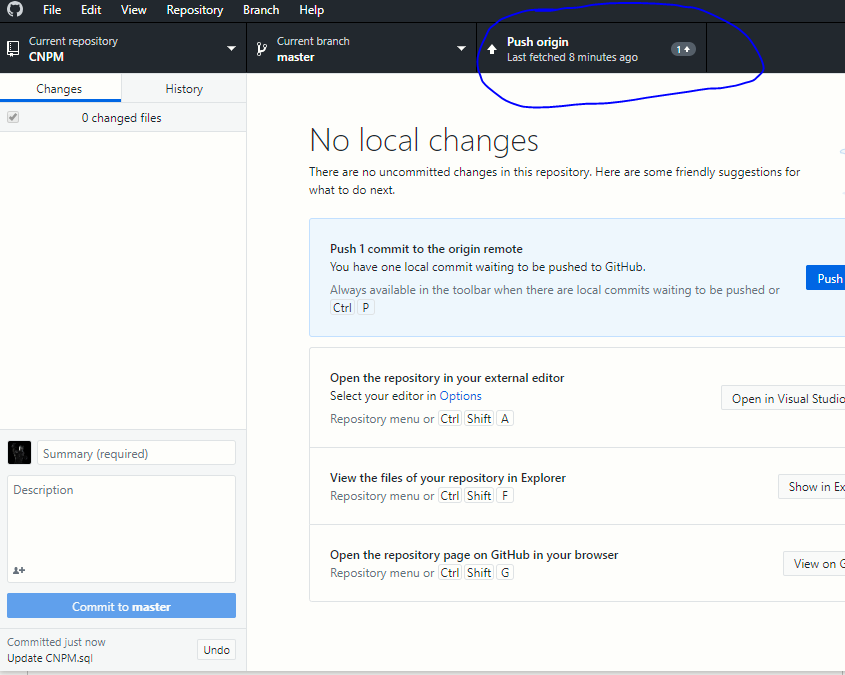 File Edit View Repository Branch Help
Current repository
CNPM
Current branch
master
Push origin
Last fetched 8 minutes ago
1
Changes
History
0 changed files
No local changes
There are no uncommitted changes in this repository. Here are some friendly suggestions for
what to do next.
Push 1 commit to the origin remote
You have one local commit waiting to be pushed to GitHub.
Always available in the toolbar when there are local commits waiting to be pushed or
Ctrl P
Push
Open the repository in your external editor
Select your editor in Options
Repository menu or Ctrl Shift A
Open in Visual Studio
View the files of your repository in Explorer
Repository menu or Ctrl Shift F
Show in Ex
Open the repository page on GitHub in your browser
Repository menu or Ctrl Shift G
View on G
Summary (required)
Description
Commit to master
Committed just now
Update CNPM.sql
Undo